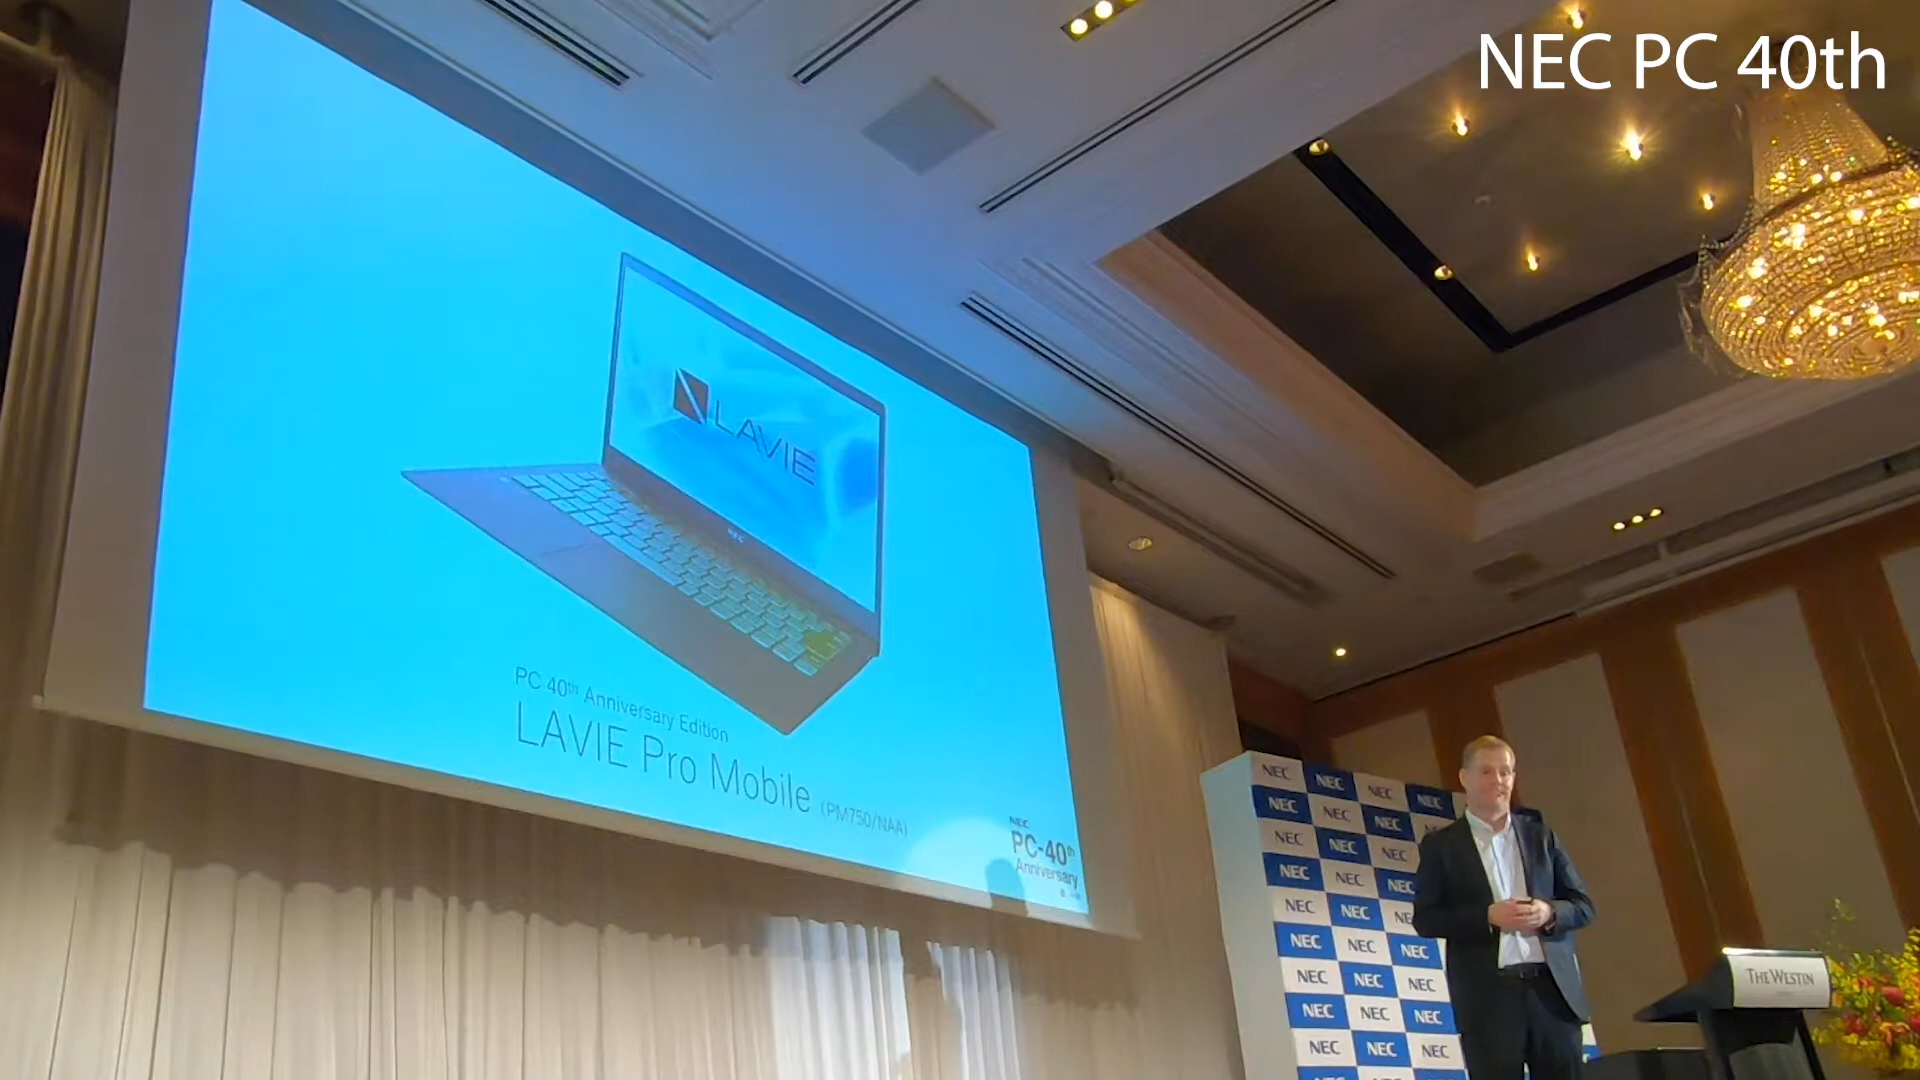 NEC PC 40th
LAVIE
NEC
PC 40th Anniversary Edition
LAVIE Pro Mobile (PM750/NAA)
NEC
PC-40th
Anniversary
NEC NEC NEC NEC
NEC NEC NEC
NEC NEC NEC
NEC NEC NEC
NEC NEC
NEC NEC NEC
NEC NEC NEC
NEC NEC NEC
NEC NEC NEC
THE WESTIN